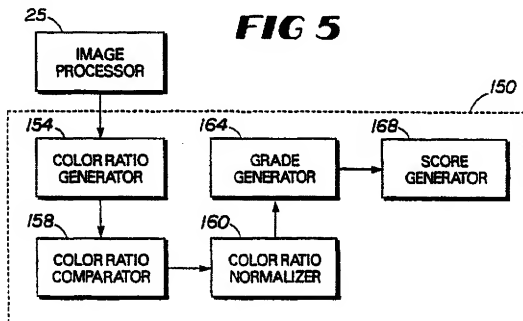 25
FIG 5
IMAGE
PROCESSOR
150
154
COLOR RATIO
GENERATOR
164
GRADE
GENERATOR
168
SCORE
GENERATOR
158
COLOR RATIO
COMPARATOR
160
COLOR RATIO
NORMALIZER